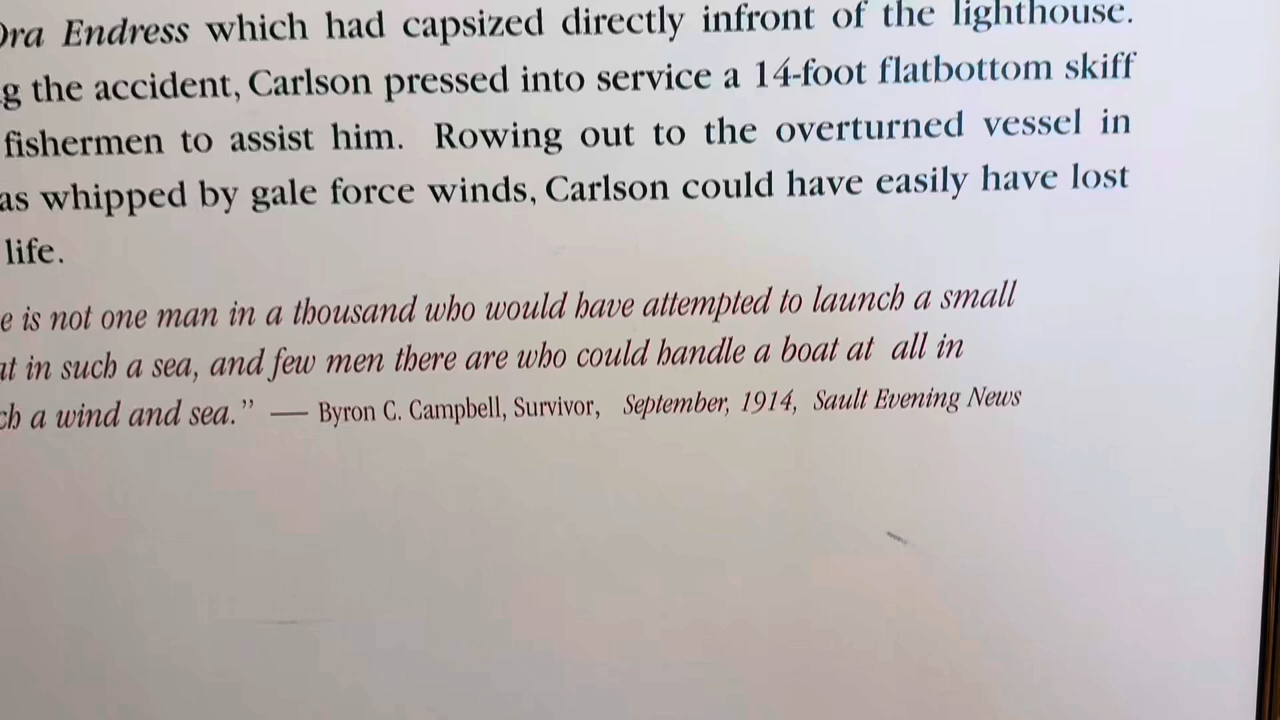 Ora Endress which had capsized directly infront of the lighthouse.
g the accident, Carlson pressed into service a 14-foot flatbottom skiff
fishermen to assist him. Rowing out to the overturned vessel in
as whipped by gale force winds, Carlson could have easily have lost
life.
e is not one man in a thousand who would have attempted to launch a small
at in such a sea, and few men there are who could handle a boat at all in
ch a wind and sea.” — Byron C. Campbell, Survivor, September, 1914, Sault Evening News